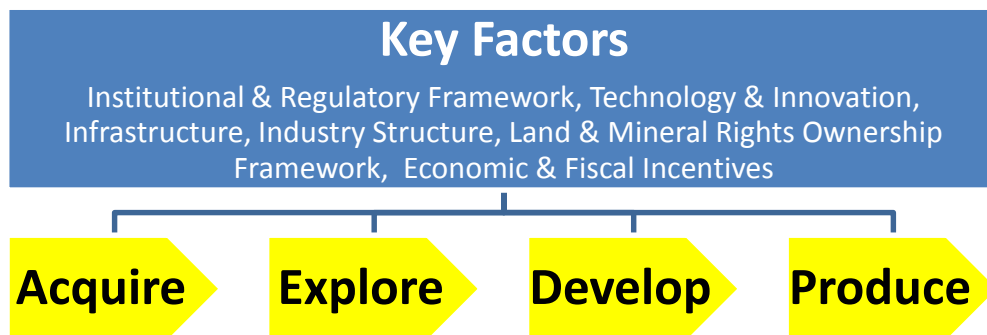 Key Factors
Institutional & Regulatory Framework, Technology & Innovation,
Infrastructure, Industry Structure, Land & Mineral Rights Ownership
Framework,  Economic & Fiscal Incentives
Acquire
Explore
Develop
Produce